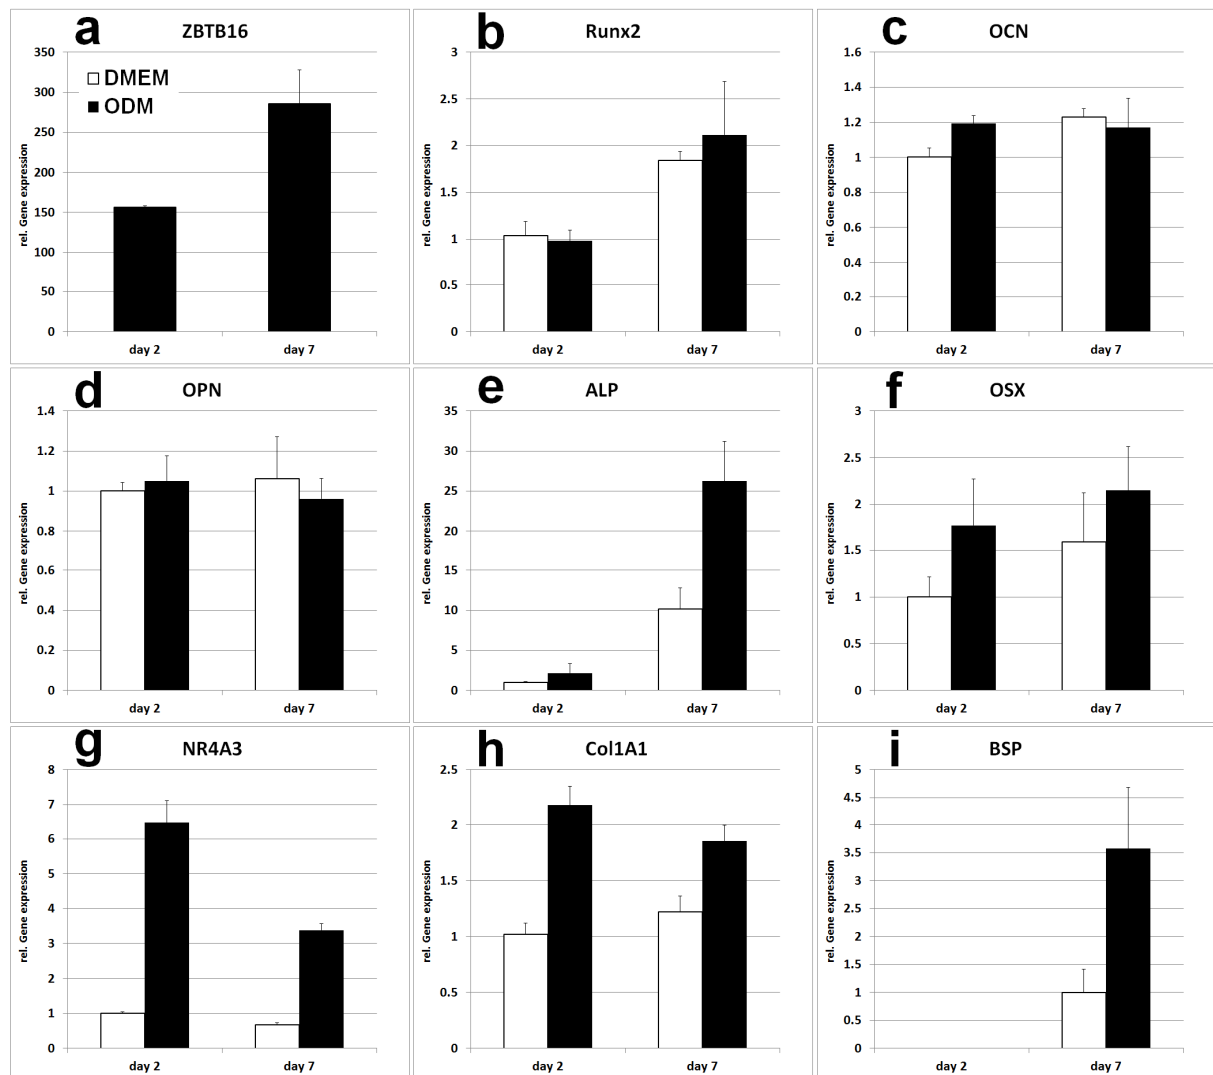 a
ZBTB16
350
300
250
200
150
100
50
0
rel. Gene expression
DMEM
ODM
day 2
day 7
b
Runx2
3
2.5
2
1.5
1
0.5
0
rel. Gene expression
day 2
day 7
c
OCN
1.6
1.4
1.2
1
0.8
0.6
0.4
0.2
0
rel. Gene expression
day 2
day 7
d
OPN
1.4
1.2
1
0.8
0.6
0.4
0.2
0
rel. Gene expression
day 2
day 7
e
ALP
35
30
25
20
15
10
5
0
rel. Gene expression
day 2
day 7
f
OSX
3
2.5
2
1.5
1
0.5
0
rel. Gene expression
day 2
day 7
g
NR4A3
8
7
6
5
4
3
2
1
0
rel. Gene expression
day 2
day 7
h
Col1A1
2.5
2
1.5
1
0.5
0
rel. Gene expression
day 2
day 7
i
BSP
5
4.5
4
3.5
3
2.5
2
1.5
1
0.5
0
rel. Gene expression
day 2
day 7